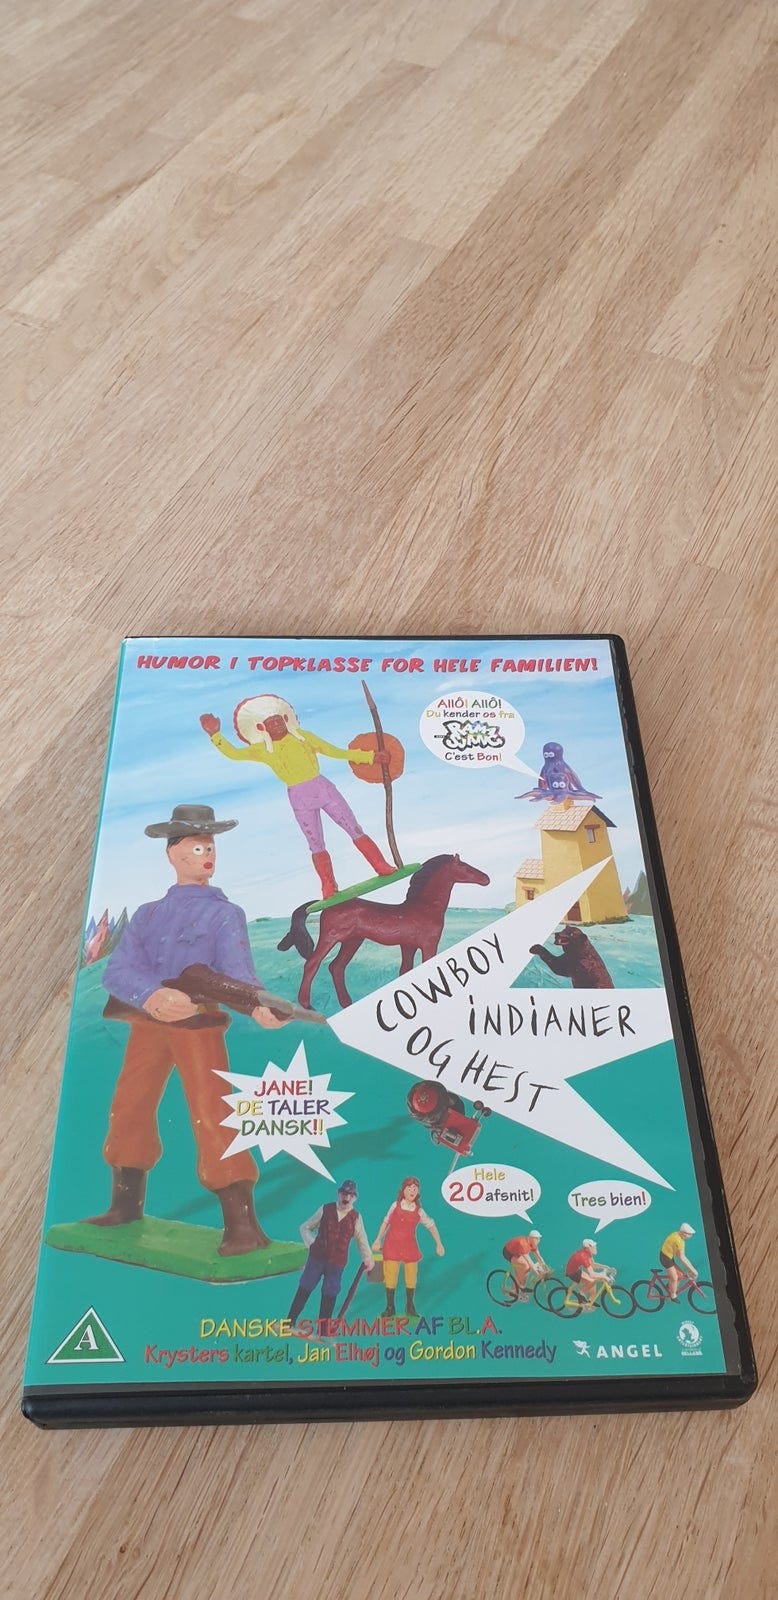 HUMOR I TOPKLASSE FOR HELE FAMILIEN!
Allô! Allô!
Du kender os fra
C'est Bon!
COWBOY
INDIANER
OG HEST
JANE!
DE TALER
DANSK!!
Hele
20 afsnit!
Tres bien!
DANSKE STEMMER AF BL.A.
Krysters kartel, Jan Elhøj og Gordon Kennedy
A
ANGEL